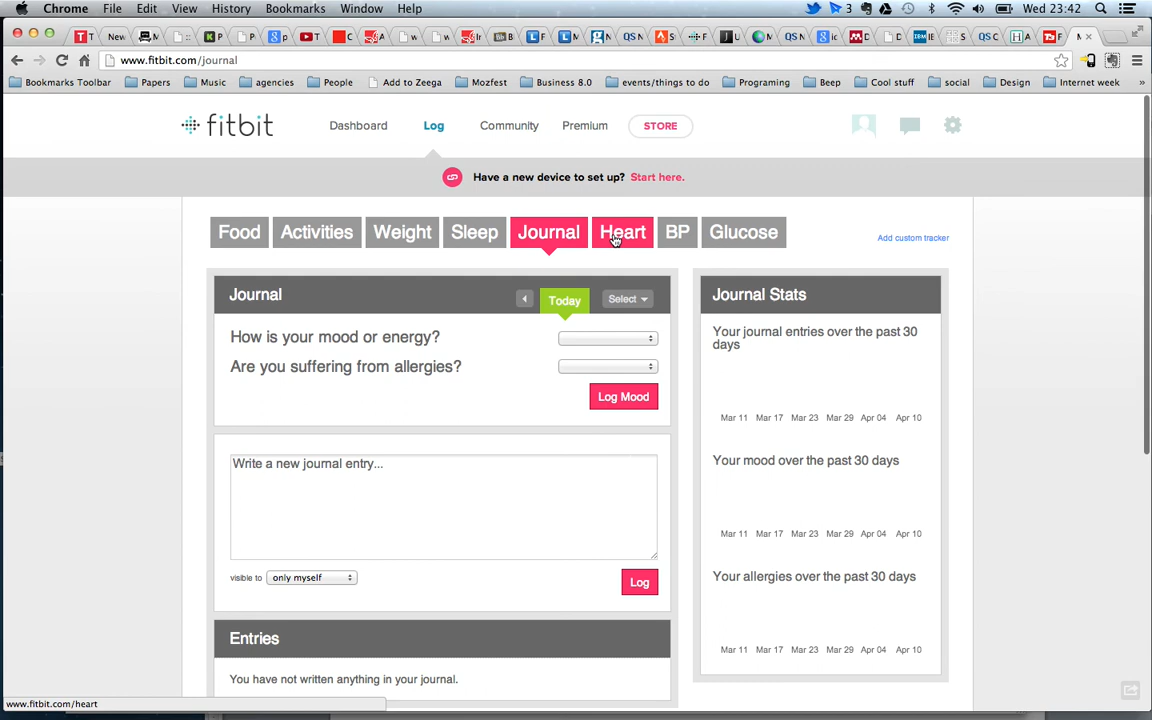 Chrome File Edit View History Bookmarks Window Help 3 Wed 23:42
www.fitbit.com/journal
Bookmarks Toolbar Papers Music agencies People Add to Zeega Mozfest Business 8.0 events/things to do Programing Beep Cool stuff social Design Internet week »
fitbit Dashboard Log Community Premium STORE
Have a new device to set up? Start here.
Food Activities Weight Sleep Journal Heart BP Glucose
Add custom tracker
Journal Today Select
How is your mood or energy?
Are you suffering from allergies?
Log Mood
Write a new journal entry...
visible to only myself
Log
Entries
You have not written anything in your journal.
Journal Stats
Your journal entries over the past 30
days
Mar 11 Mar 17 Mar 23 Mar 29 Apr 04 Apr 10
Your mood over the past 30 days
Mar 11 Mar 17 Mar 23 Mar 29 Apr 04 Apr 10
Your allergies over the past 30 days
Mar 11 Mar 17 Mar 23 Mar 29 Apr 04 Apr 10
www.fitbit.com/heart